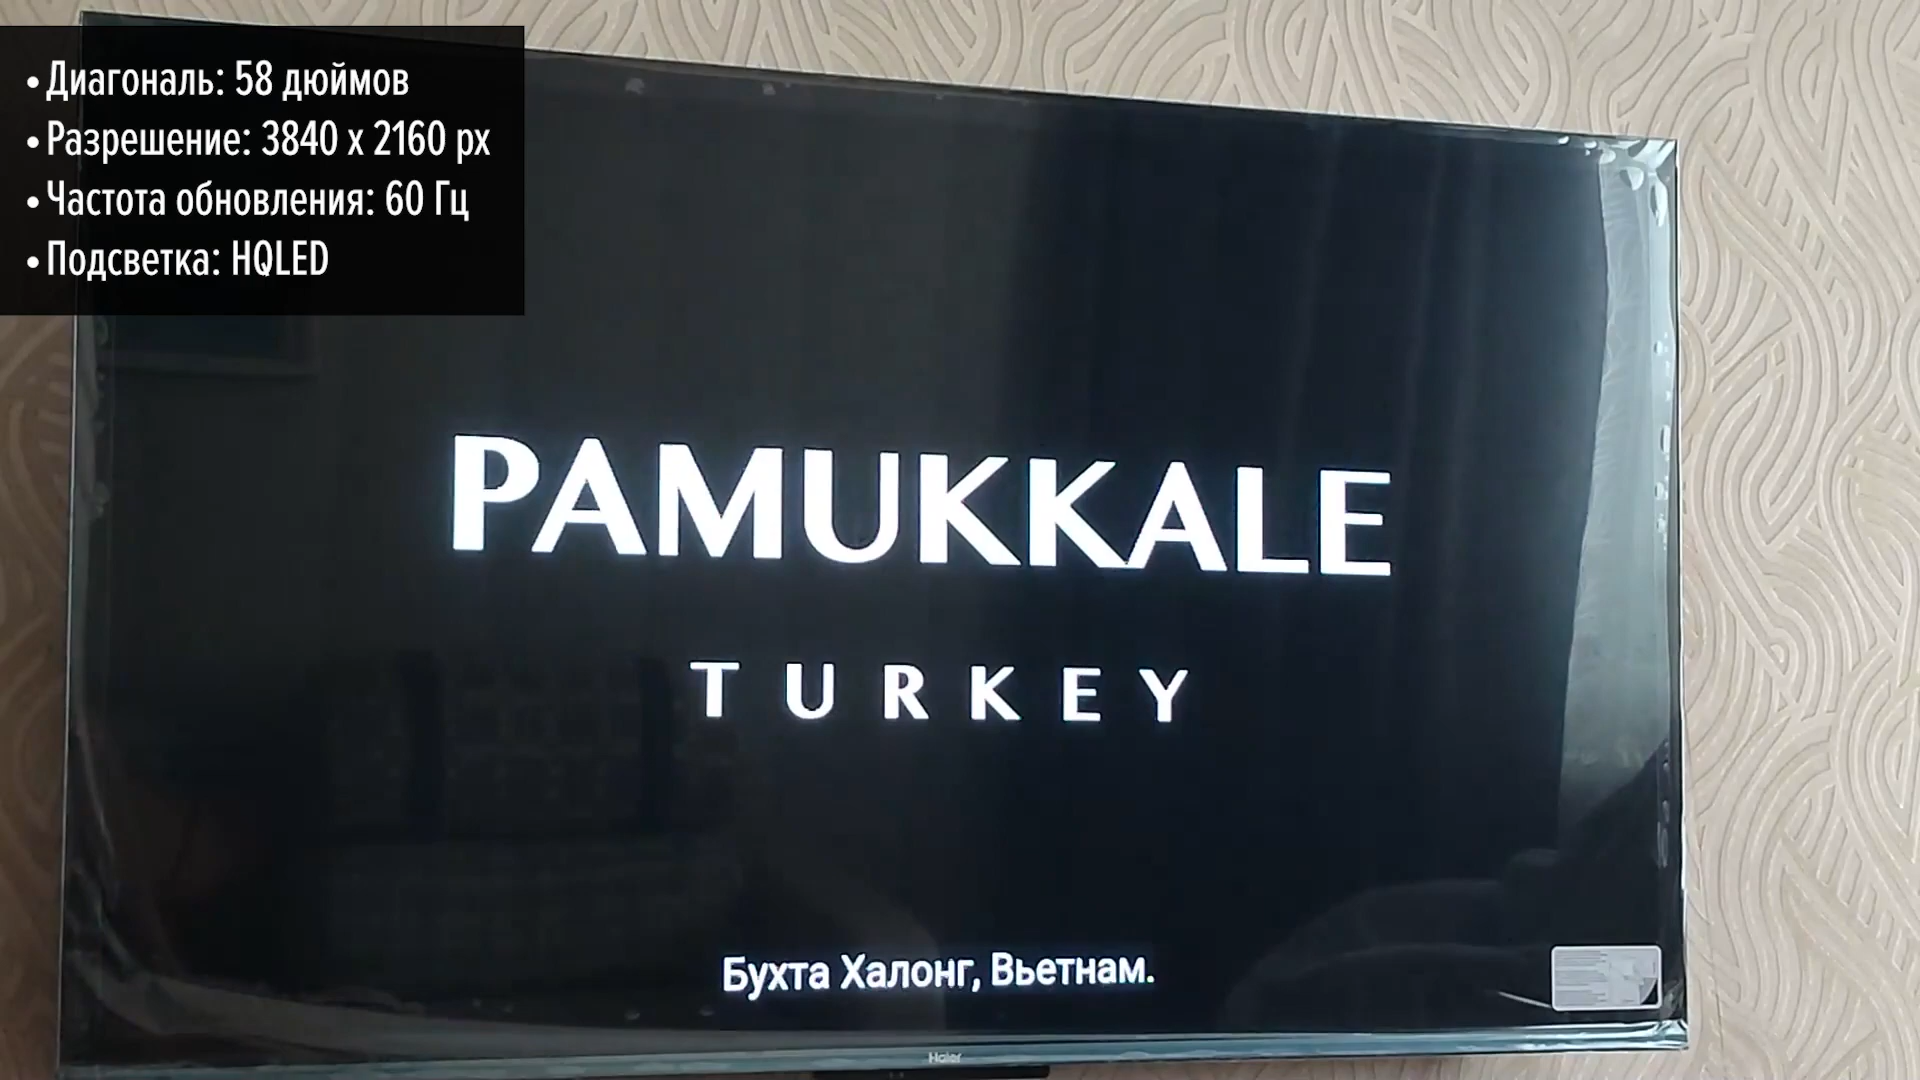 • Диагональ: 58 дюймов
• Разрешение: 3840 x 2160 px
• Частота обновления: 60 Гц
• Подсветка: HQLED
PAMUKKALE
TURKEY
Бухта Халонг, Вьетнам.
Haier